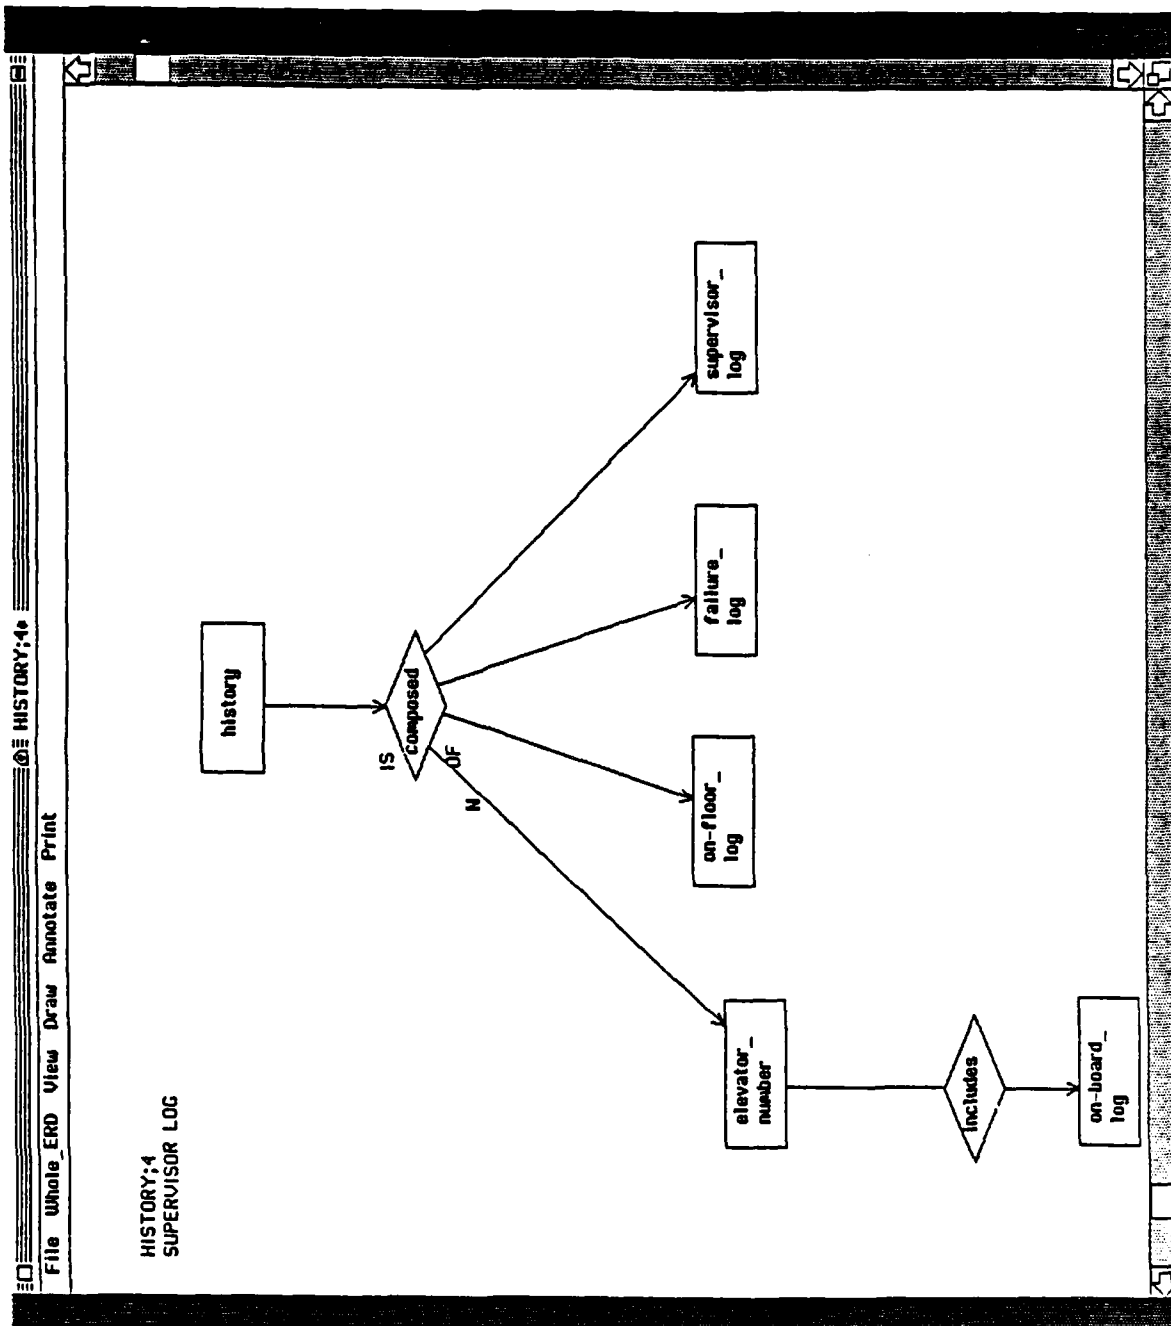 HISTORY;4
File Whole_ERD View Draw Annotate Print
HISTORY;4
SUPERVISOR LOG
history
IS
composed
OF
N
elevator_
number
on-floor_
log
failure_
log
supervisor_
log
includes
on-board_
log